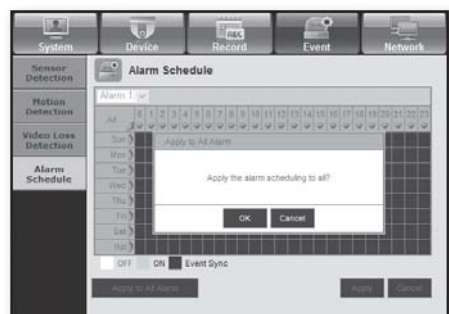 REC
System Device Record Event Network
Sensor
Detection
Alarm Schedule
Motion
Detection
Alarm 1
All 0 1 2 3 4 5 6 7 8 9 10 11 12 13 14 15 16 17 18 19 20 21 22 23
Video Loss
Detection
Sun
Apply to All Alarm
Mon
Alarm
Schedule
Tue
Apply the alarm scheduling to all?
Wed
Thu
Fri
OK Cancel
Sat
Hol
OFF ON Event Sync
Apply to All Alarm Apply Cancel